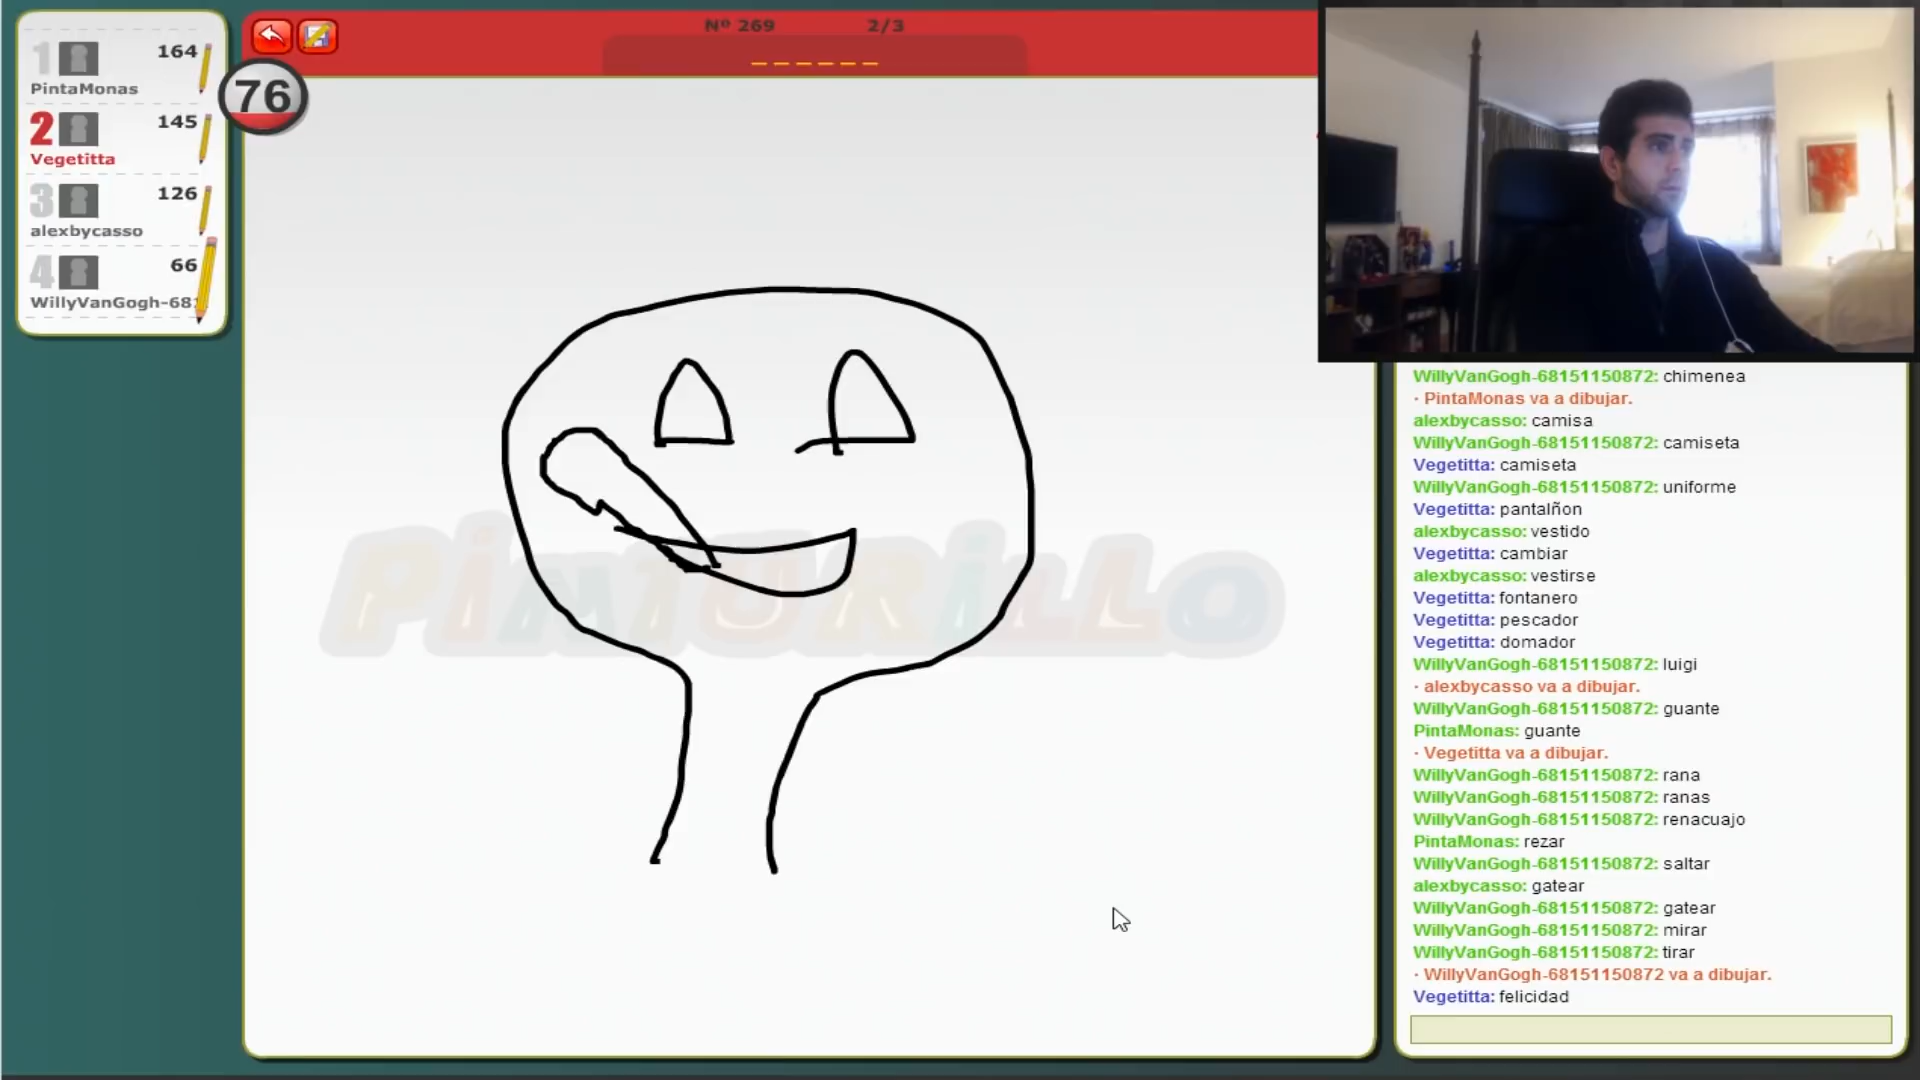 1 164
PintaMonas
2 145
Vegetitta
3 126
alexbycasso
4 66
WillyVanGogh-681
76
Nº 269 2/3
_ _ _ _ _ _
PINTURILLO
WillyVanGogh-68151150872: chimenea
· PintaMonas va a dibujar.
alexbycasso: camisa
WillyVanGogh-68151150872: camiseta
Vegetitta: camiseta
WillyVanGogh-68151150872: uniforme
Vegetitta: pantalñon
alexbycasso: vestido
Vegetitta: cambiar
alexbycasso: vestirse
Vegetitta: fontanero
Vegetitta: pescador
Vegetitta: domador
WillyVanGogh-68151150872: luigi
· alexbycasso va a dibujar.
WillyVanGogh-68151150872: guante
PintaMonas: guante
· Vegetitta va a dibujar.
WillyVanGogh-68151150872: rana
WillyVanGogh-68151150872: ranas
WillyVanGogh-68151150872: renacuajo
PintaMonas: rezar
WillyVanGogh-68151150872: saltar
alexbycasso: gatear
WillyVanGogh-68151150872: gatear
WillyVanGogh-68151150872: mirar
WillyVanGogh-68151150872: tirar
· WillyVanGogh-68151150872 va a dibujar.
Vegetitta: felicidad